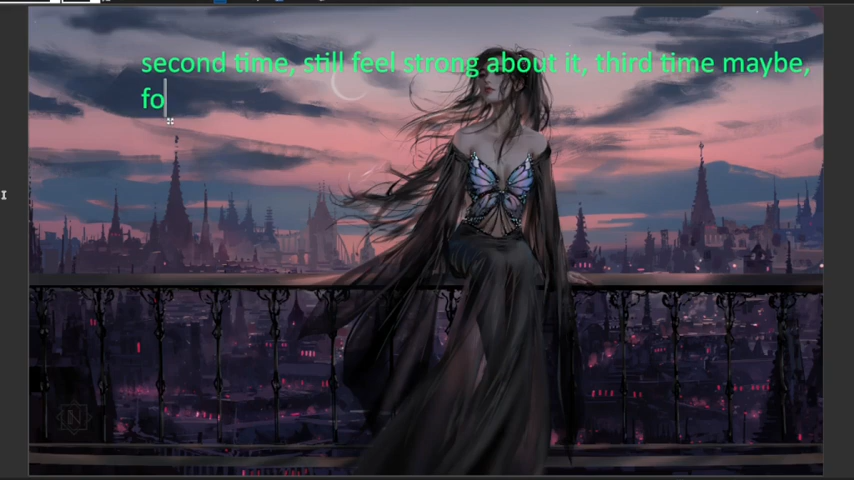 second time, still feel strong about it, third time maybe,
fo